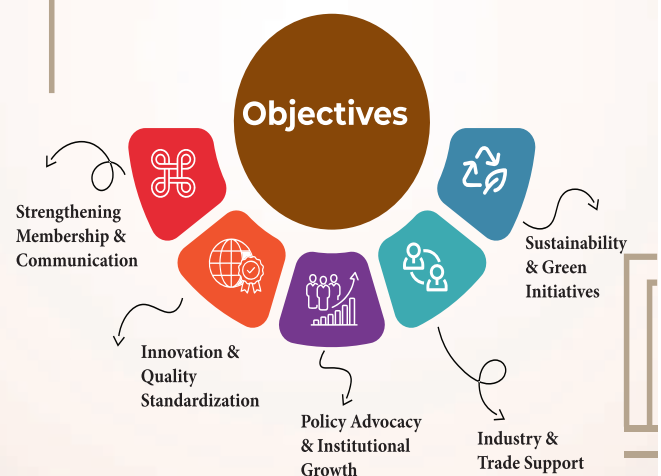 Objectives
Strengthening
Membership &
Communication
Innovation &
Quality
Standardization
Policy Advocacy
& Institutional
Growth
Industry &
Trade Support
Sustainability
& Green
Initiatives